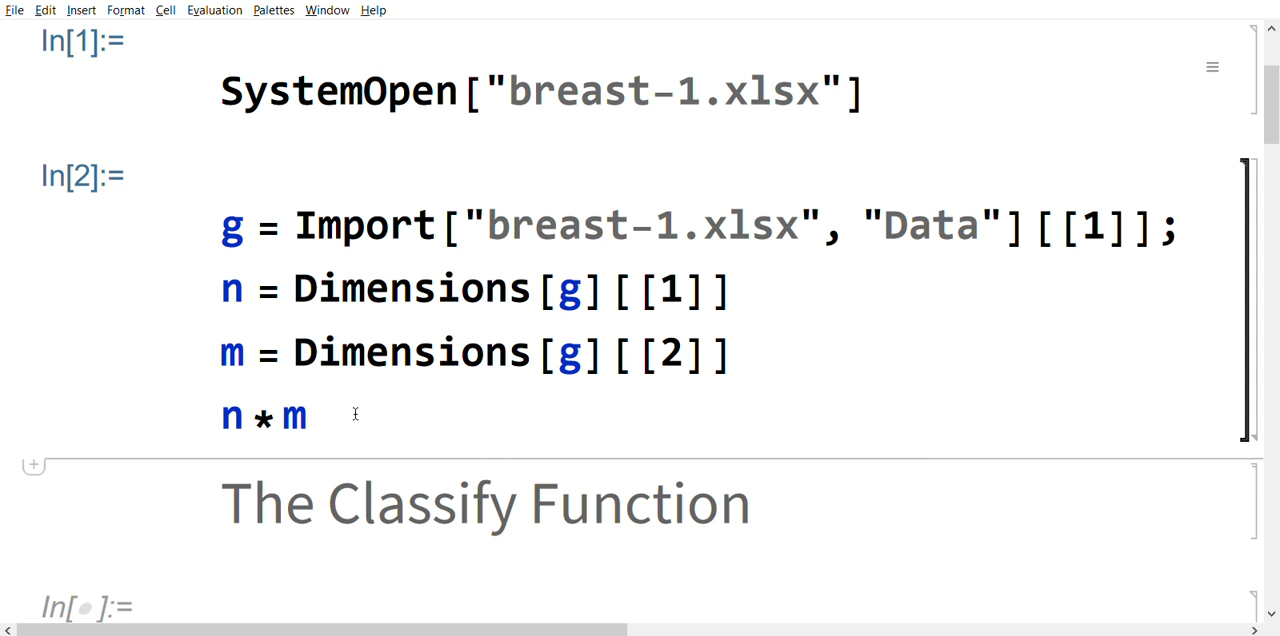 File Edit Insert Format Cell Evaluation Palettes Window Help
In[1]:=
SystemOpen["breast-1.xlsx"]
In[2]:=
g = Import["breast-1.xlsx", "Data"][[1]];
n = Dimensions[g][[1]]
m = Dimensions[g][[2]]
n * m
The Classify Function
In[ ]:=